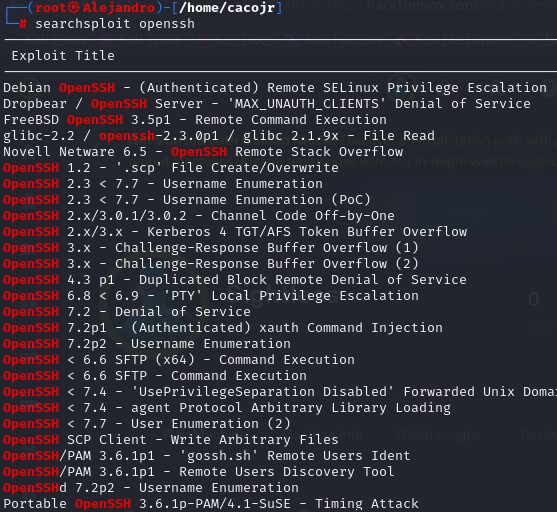 (root㉿Alejandro)-[/home/cacojr]
# searchsploit openssh
Exploit Title
Debian OpenSSH - (Authenticated) Remote SELinux Privilege Escalation
Dropbear / OpenSSH Server - 'MAX_UNAUTH_CLIENTS' Denial of Service
FreeBSD OpenSSH 3.5p1 - Remote Command Execution
glibc-2.2 / openssh-2.3.0p1 / glibc 2.1.9x - File Read
Novell Netware 6.5 - OpenSSH Remote Stack Overflow
OpenSSH 1.2 - '.scp' File Create/Overwrite
OpenSSH 2.3 < 7.7 - Username Enumeration
OpenSSH 2.3 < 7.7 - Username Enumeration (PoC)
OpenSSH 2.x/3.0.1/3.0.2 - Channel Code Off-by-One
OpenSSH 2.x/3.x - Kerberos 4 TGT/AFS Token Buffer Overflow
OpenSSH 3.x - Challenge-Response Buffer Overflow (1)
OpenSSH 3.x - Challenge-Response Buffer Overflow (2)
OpenSSH 4.3 p1 - Duplicated Block Remote Denial of Service
OpenSSH 6.8 < 6.9 - 'PTY' Local Privilege Escalation
OpenSSH 7.2 - Denial of Service
OpenSSH 7.2p1 - (Authenticated) xauth Command Injection
OpenSSH 7.2p2 - Username Enumeration
OpenSSH < 6.6 SFTP (x64) - Command Execution
OpenSSH < 6.6 SFTP - Command Execution
OpenSSH < 7.4 - 'UsePrivilegeSeparation Disabled' Forwarded Unix Doma
OpenSSH < 7.4 - agent Protocol Arbitrary Library Loading
OpenSSH < 7.7 - User Enumeration (2)
OpenSSH SCP Client - Write Arbitrary Files
OpenSSH/PAM 3.6.1p1 - 'gossh.sh' Remote Users Ident
OpenSSH/PAM 3.6.1p1 - Remote Users Discovery Tool
OpenSSHd 7.2p2 - Username Enumeration
Portable OpenSSH 3.6.1p-PAM/4.1-SuSE - Timing Attack